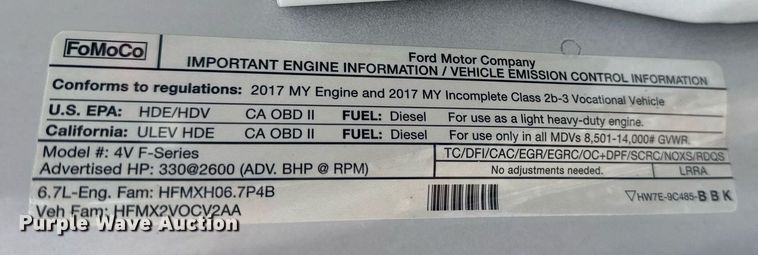 FoMoCo
Ford Motor Company
IMPORTANT ENGINE INFORMATION / VEHICLE EMISSION CONTROL INFORMATION
Conforms to regulations: 2017 MY Engine and 2017 MY Incomplete Class 2b-3 Vocational Vehicle
U.S. EPA: HDE/HDV CA OBD II FUEL: Diesel For use as a light heavy-duty engine.
California: ULEV HDE CA OBD II FUEL: Diesel For use only in all MDVs 8,501-14,000# GVWR.
Model #: 4V F-Series TC/DFI/CAC/EGR/EGRC/OC+DPF/SCRC/NOXS/RDQS
Advertised HP: 330@2600 (ADV. BHP @ RPM) No adjustments needed. LRRA
6.7L-Eng. Fam: HFMXH06.7P4B
▽HW7E-9C485-BBK
Veh Fam: HFMX2VOCV2AA
Purple Wave Auction